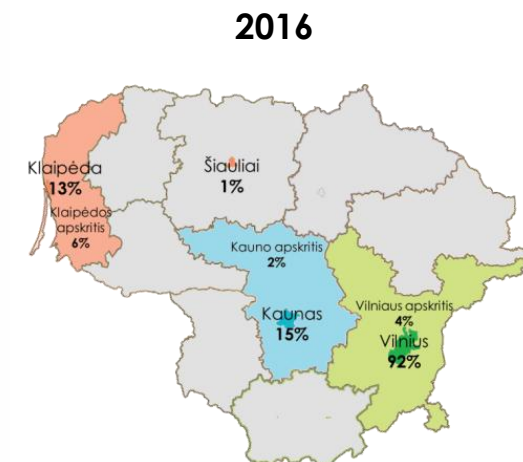 2016
Klaipėda
13%
Klaipėdos
apskritis
6%
Šiauliai
1%
Kauno apskritis
2%
Kaunas
15%
Vilniaus apskritis
4%
Vilnius
92%